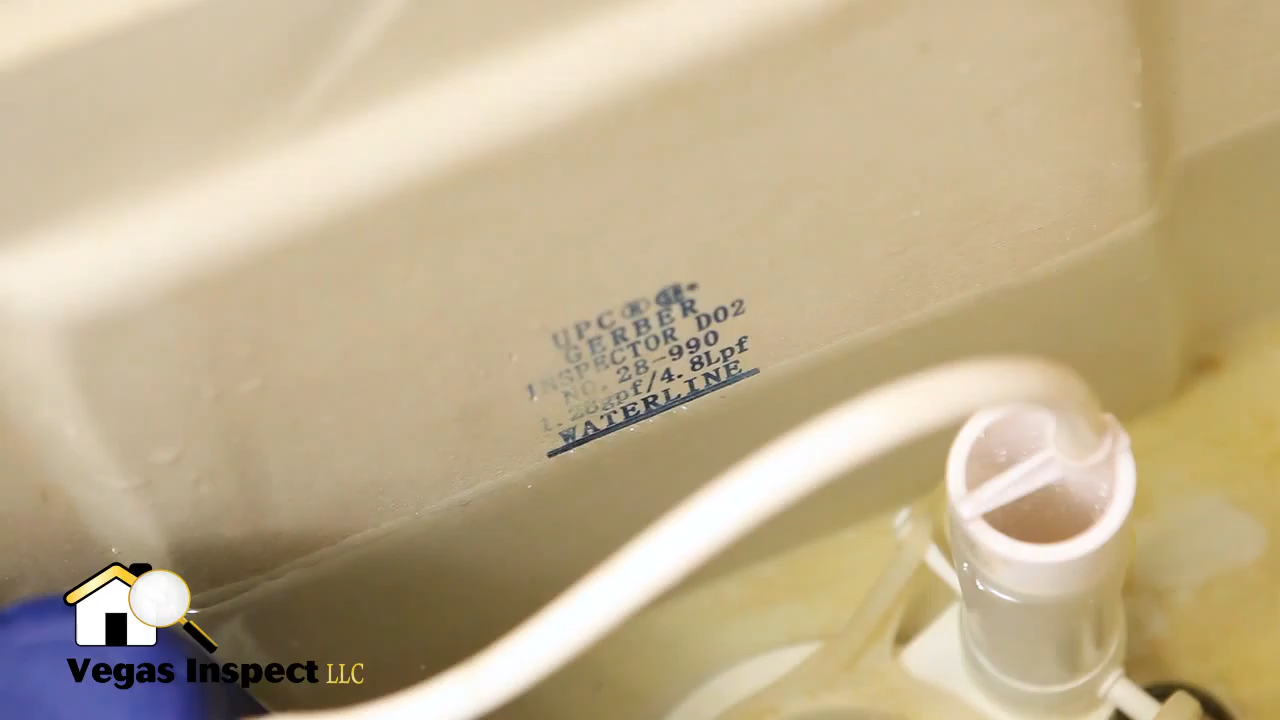 UPC®
GERBER
INSPECTOR D02
NO. 28-990
1.28gpf/4.8Lpf
WATERLINE
Vegas Inspect LLC